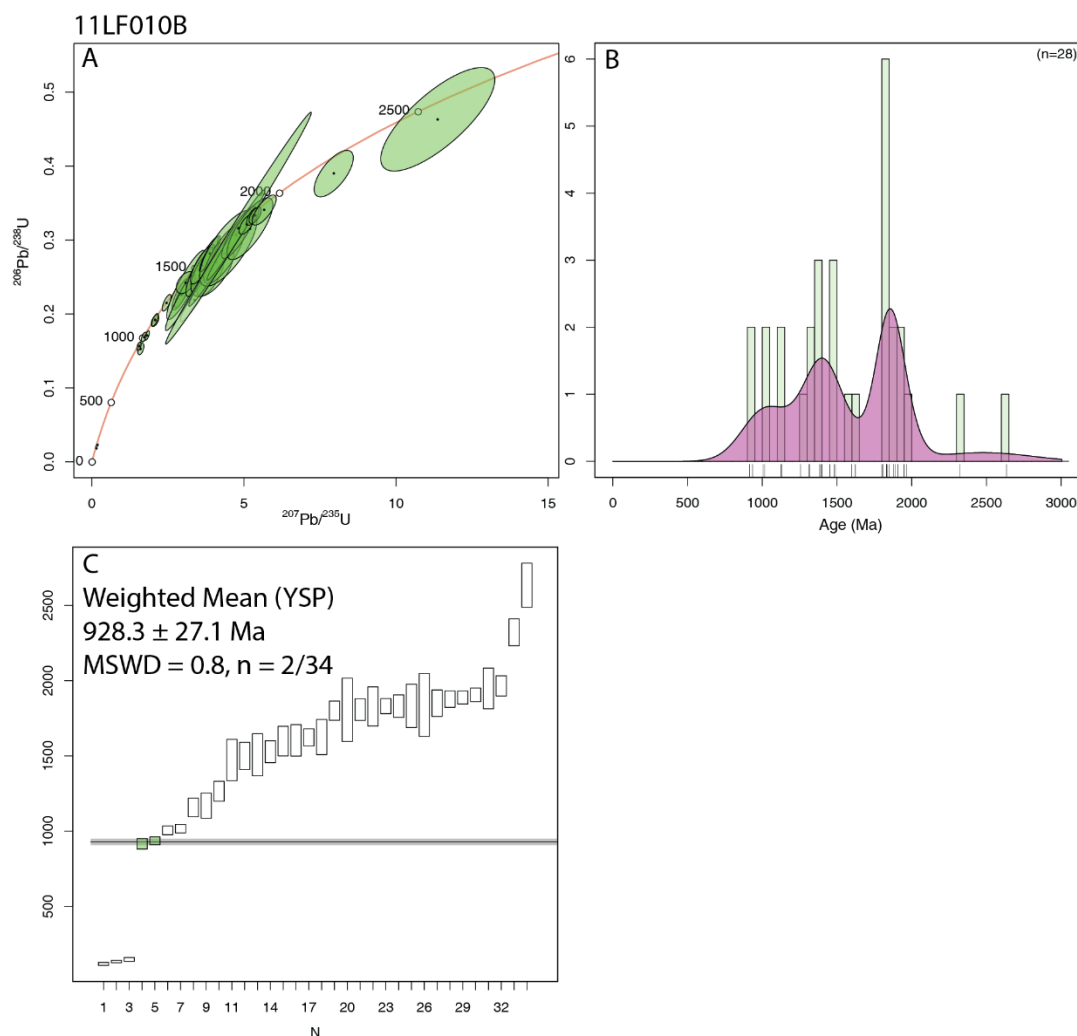 11LF010B
A
0.5
0.4
0.3
0.2
0.1
0.0
2500
2000
1500
1000
500
0
²⁰⁶Pb/²³⁸U
0 5 10 15
²⁰⁷Pb/²³⁵U
B
(n=28)
6
5
4
3
2
1
0
0 500 1000 1500 2000 2500 3000
Age (Ma)
C
Weighted Mean (YSP)
928.3 ± 27.1 Ma
MSWD = 0.8, n = 2/34
2500
2000
1500
1000
500
1 3 5 7 9 11 14 17 20 23 26 29 32
N